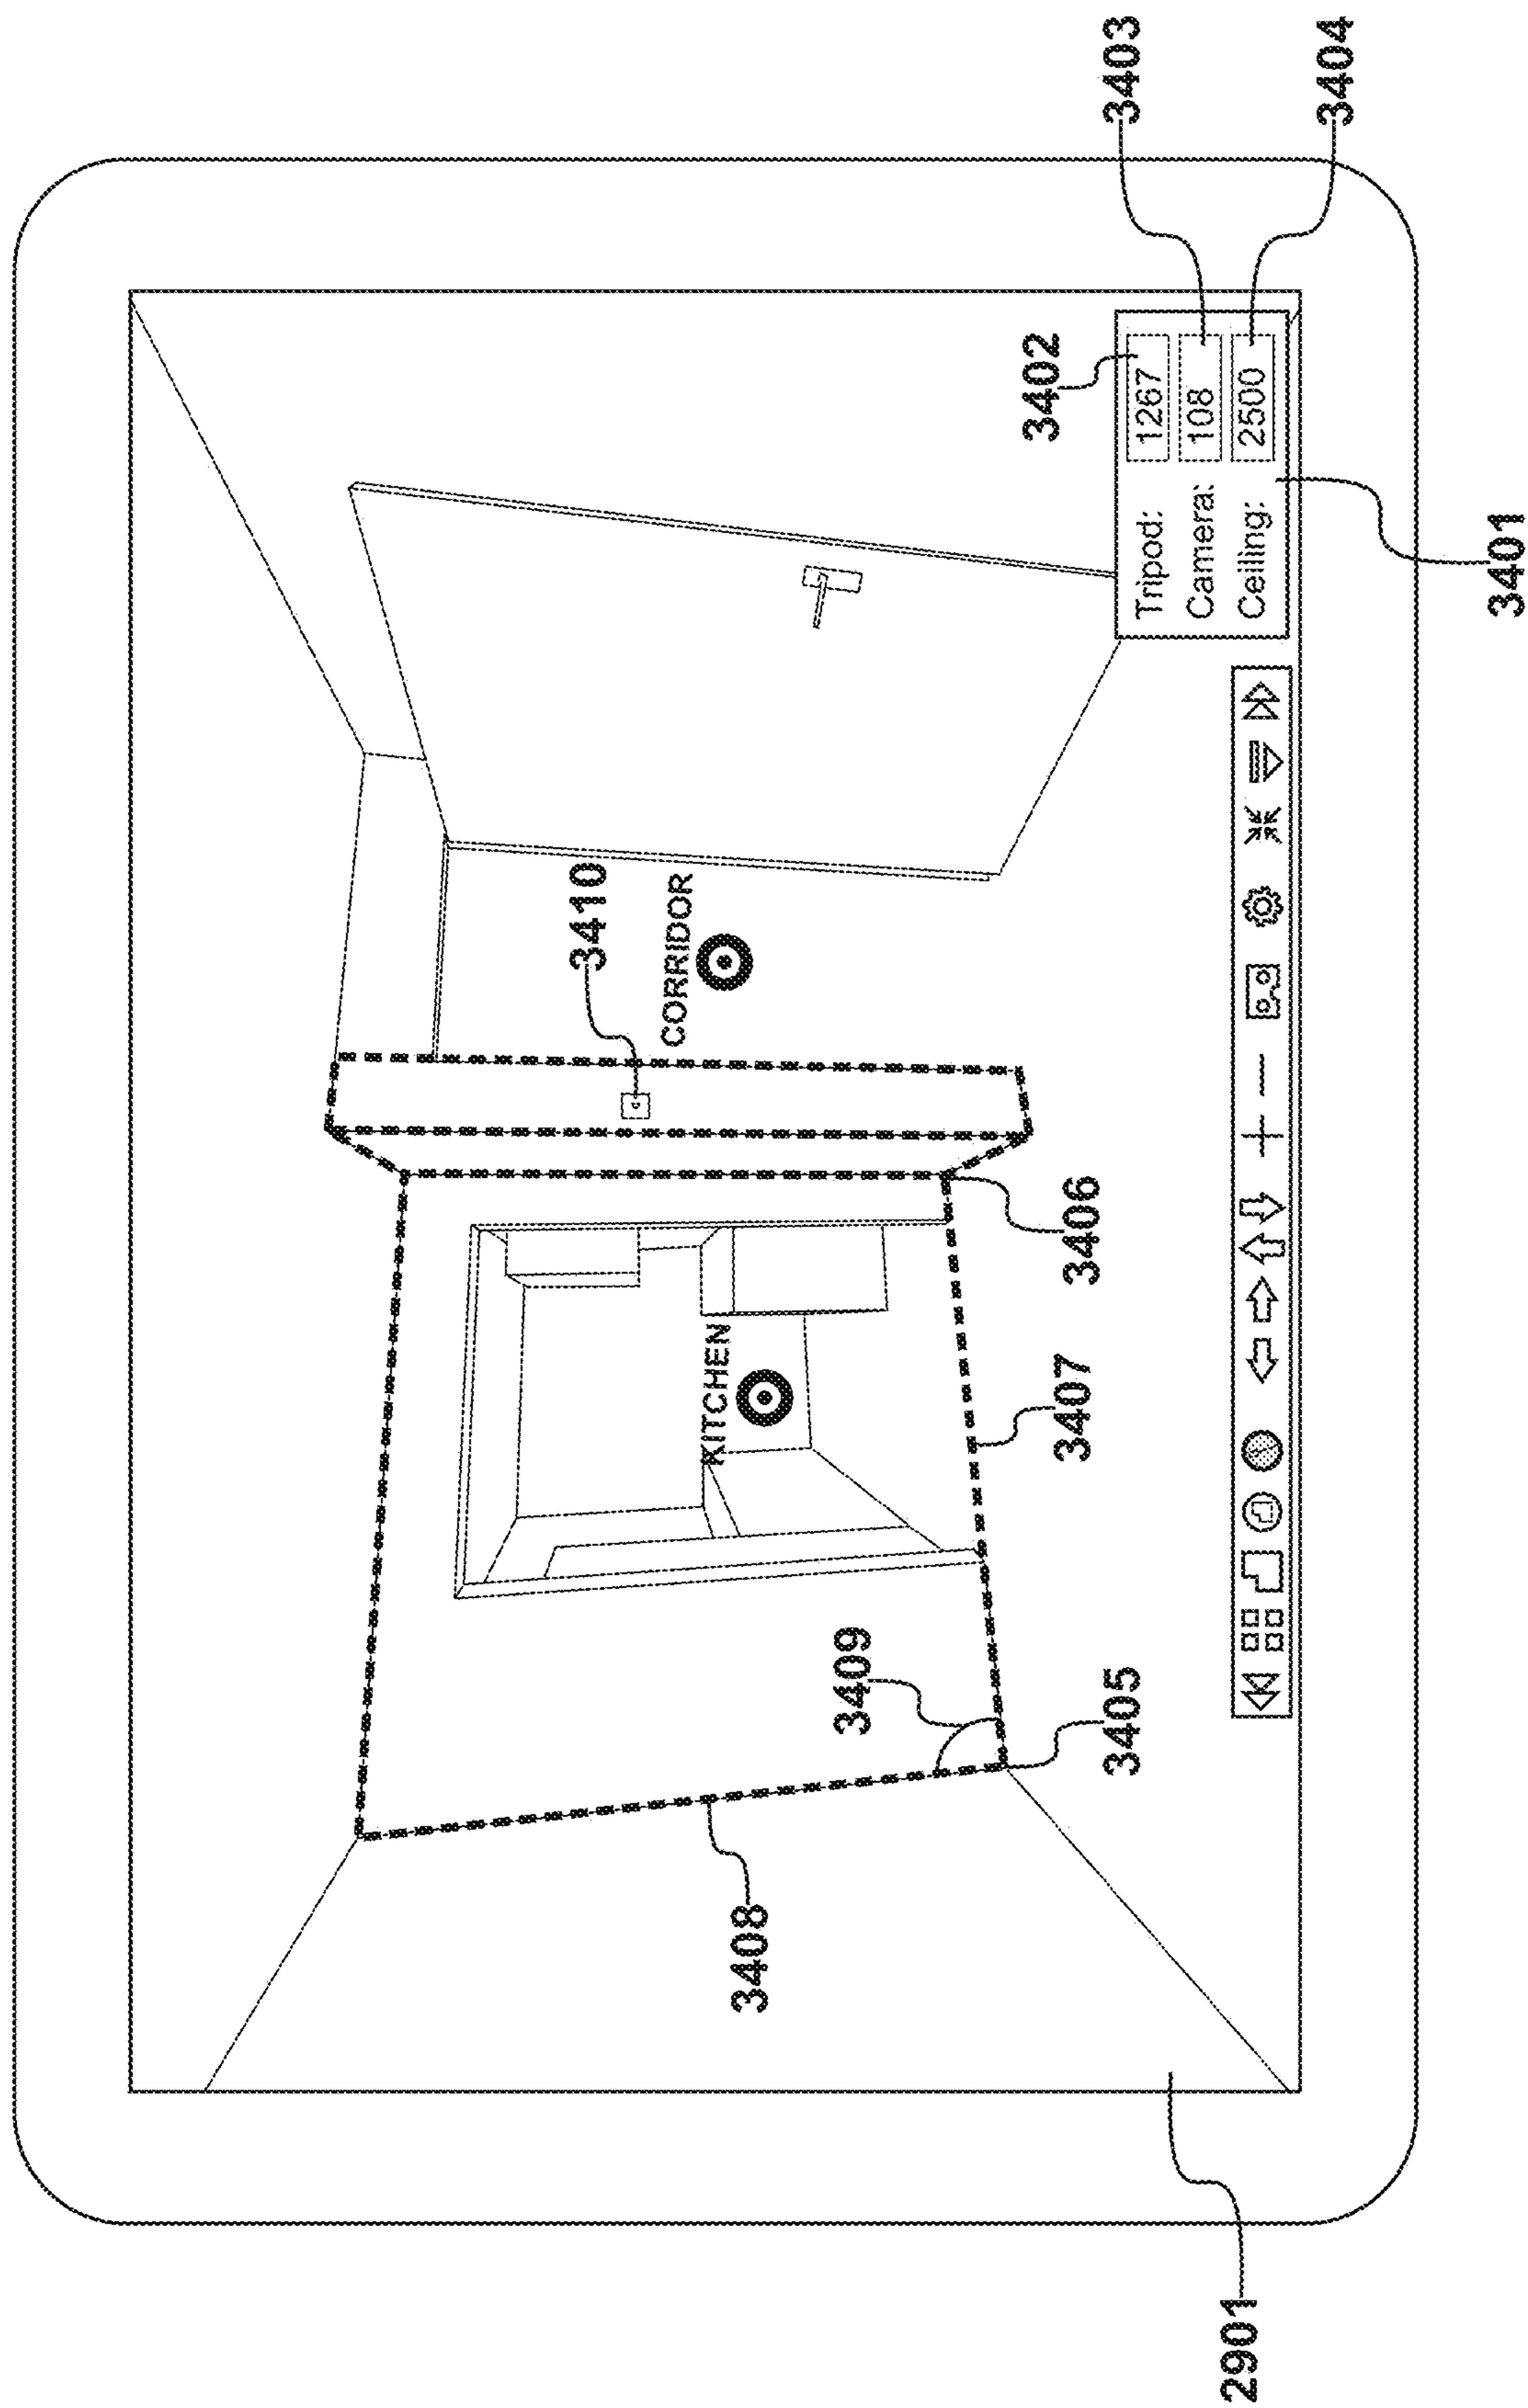 3408
3410
CORRIDOR
KITCHEN
3409
3402
Tripod: 1267
Camera: 108
Ceiling: 2500
3403
3404
3406
3407
3405
2901
3401